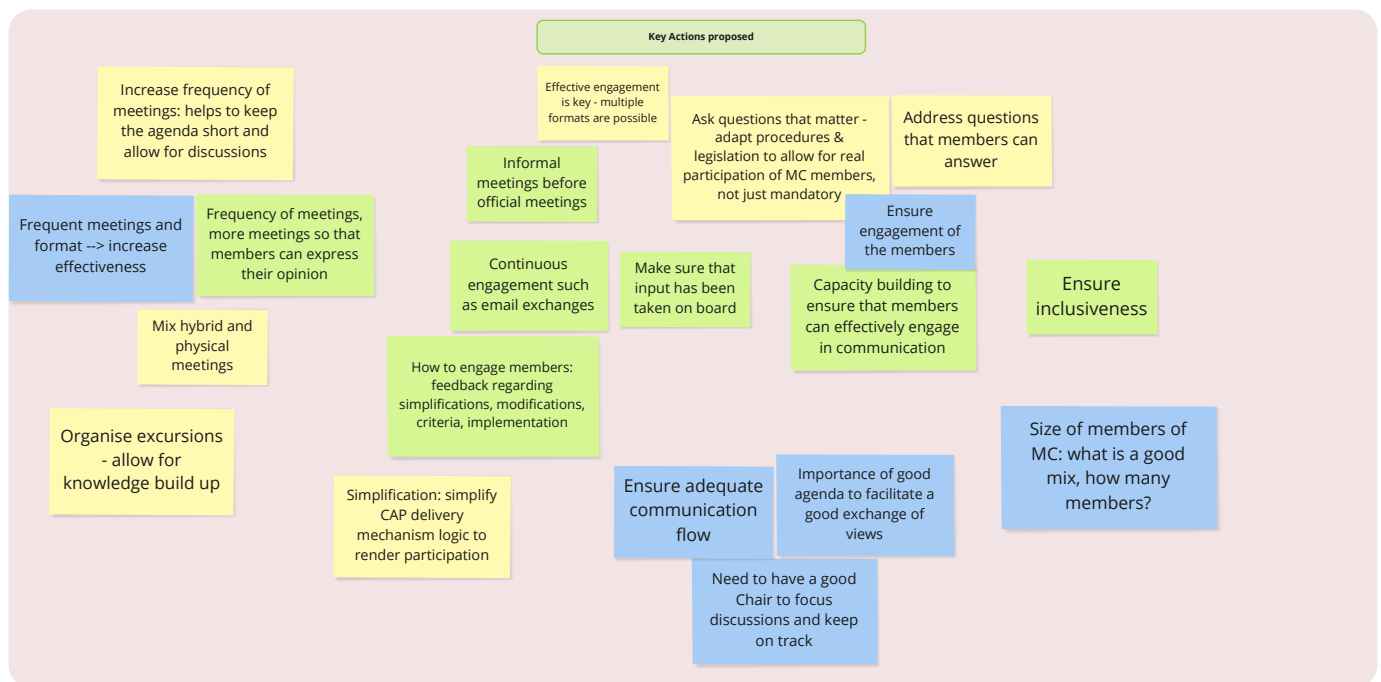 Key Actions proposed
Increase frequency of
meetings: helps to keep
the agenda short and
allow for discussions
Effective engagement
is key - multiple
formats are possible
Ask questions that matter -
adapt procedures &
legislation to allow for real
participation of MC members,
not just mandatory
Address questions
that members can
answer
Informal
meetings before
official meetings
Frequent meetings and
format --> increase
effectiveness
Frequency of meetings,
more meetings so that
members can express
their opinion
Ensure
engagement of
the members
Continuous
engagement such
as email exchanges
Make sure that
input has been
taken on board
Capacity building to
ensure that members
can effectively engage
in communication
Ensure
inclusiveness
Mix hybrid and
physical
meetings
How to engage members:
feedback regarding
simplifications, modifications,
criteria, implementation
Organise excursions
- allow for
knowledge build up
Size of members of
MC: what is a good
mix, how many
members?
Simplification: simplify
CAP delivery
mechanism logic to
render participation
Ensure adequate
communication
flow
Importance of good
agenda to facilitate a
good exchange of
views
Need to have a good
Chair to focus
discussions and keep
on track